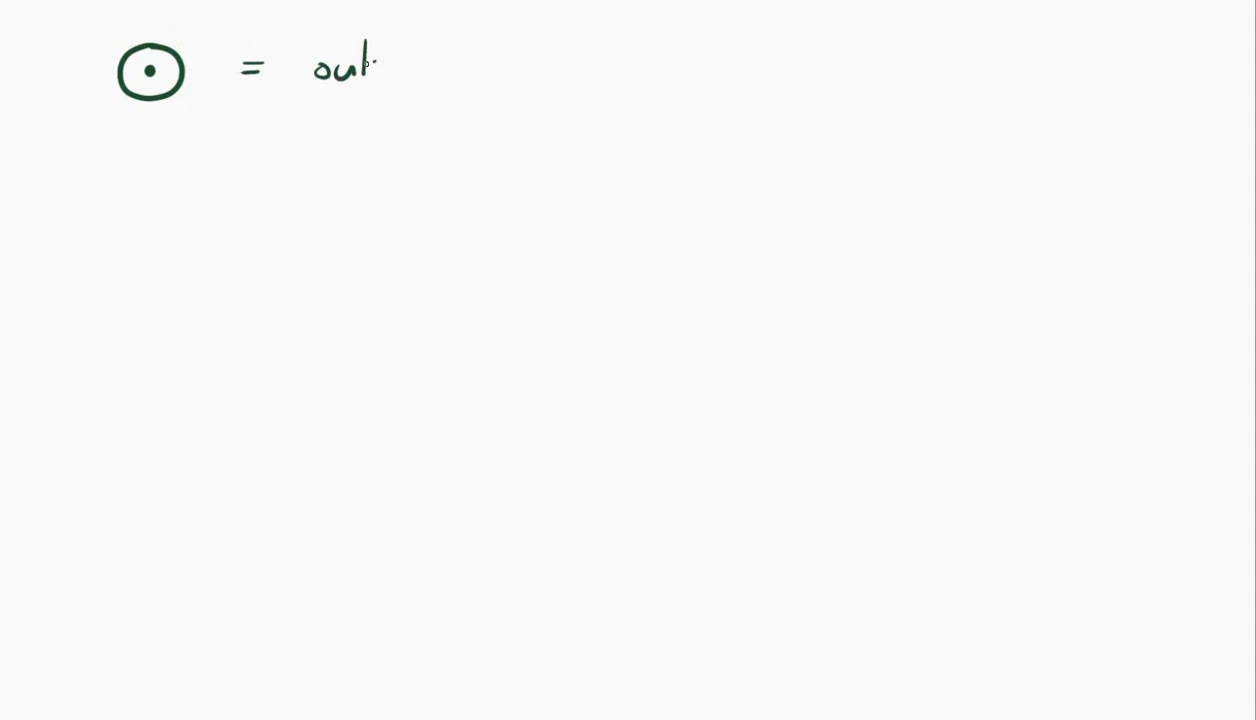 ⊙ = out